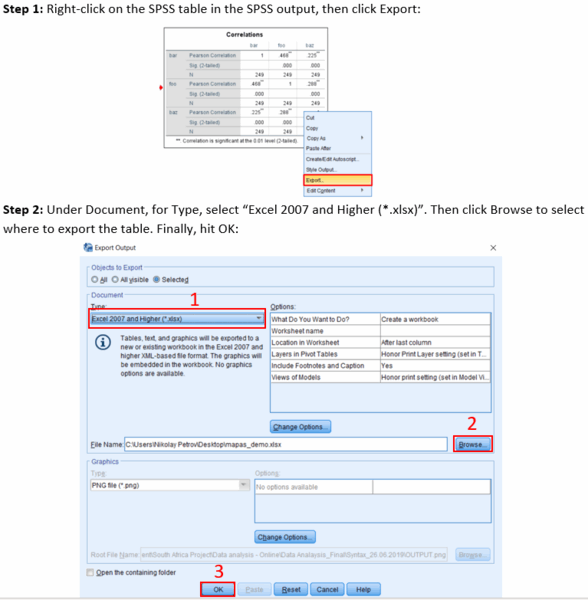 Step 1: Right-click on the SPSS table in the SPSS output, then click Export:
Correlations
bar foo baz
bar Pearson Correlation 1 .468** .225**
Sig. (2-tailed) .000 .000
N 249 249 249
foo Pearson Correlation .468** 1 .288**
Sig. (2-tailed) .000 .000
N 249 249 249
baz Pearson Correlation .225** .288**
Sig. (2-tailed) .000 .000
N 249 249
**. Correlation is significant at the 0.01 level (2-tailed).
Cut
Copy
Copy As
Paste After
Create/Edit Autoscript...
Style Output...
Export...
Edit Content
Step 2: Under Document, for Type, select “Excel 2007 and Higher (*.xlsx)”. Then click Browse to select
where to export the table. Finally, hit OK:
Export Output
Objects to Export
All All visible Selected
Document
1
Type:
Excel 2007 and Higher (*.xlsx)
Tables, text, and graphics will be exported to a
new or existing workbook in the Excel 2007 and
higher XML-based file format. The graphics will
be embedded in the workbook. No graphics
options are available.
Options:
What Do You Want to Do? Create a workbook
Worksheet name
Location in Worksheet After last column
Layers in Pivot Tables Honor Print Layer setting (set in T...
Include Footnotes and Caption Yes
Views of Models Honor print setting (set in Model Vi...
Change Options...
2
File Name: C:\Users\Nikolay Petrov\Desktop\mapas_demo.xlsx Browse...
Graphics
Type: Options:
PNG file (*.png) No options available
Change Options...
Root File Name: ent\South Africa Project\Data analysis - Online\Data Analaysis_Final\Syntax_26.06.2019\OUTPUT.png Browse...
Open the containing folder
3
OK Paste Reset Cancel Help